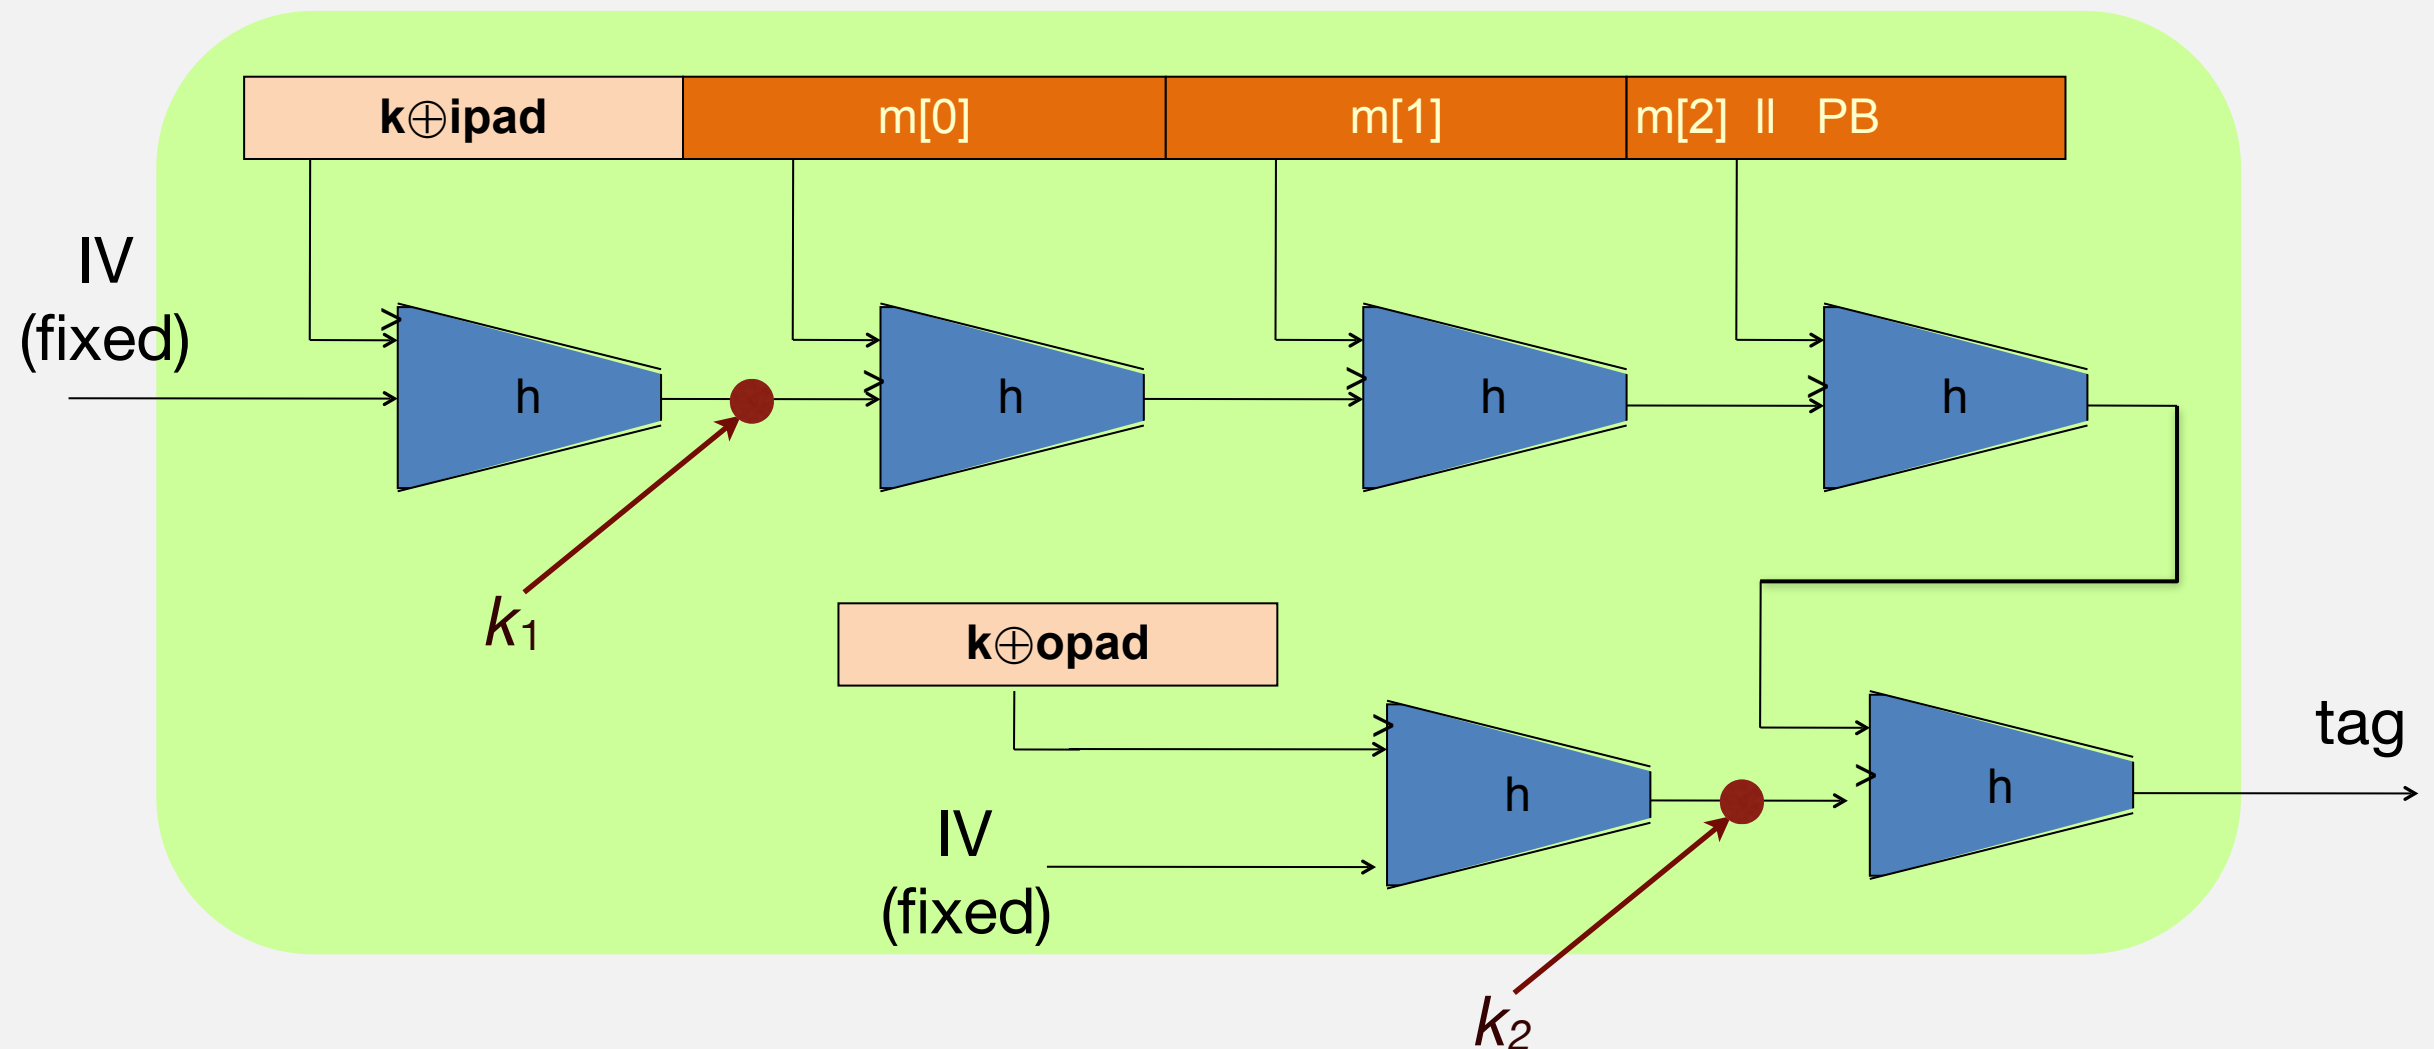 k⊕ipad m[0] m[1] m[2] ll PB
IV
(fixed)
h h h h
k1
k⊕opad
h h
tag
IV
(fixed)
k2